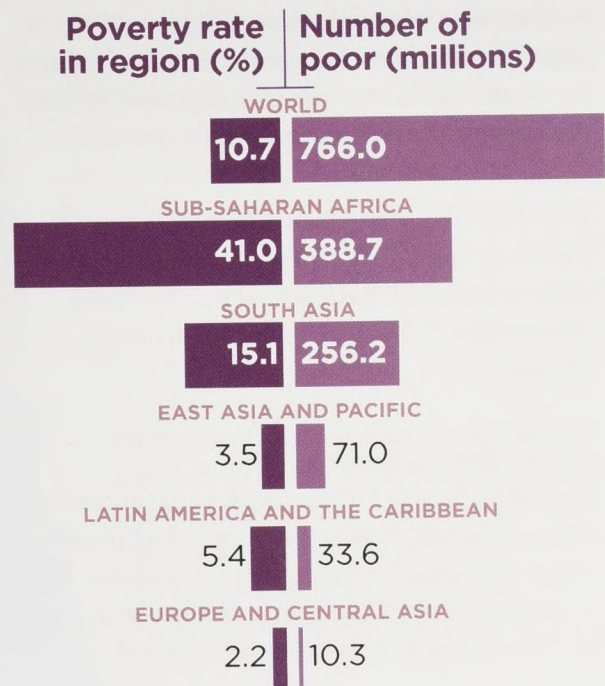 Poverty rate
in region (%)
Number of
poor (millions)
WORLD
10.7 766.0
SUB-SAHARAN AFRICA
41.0 388.7
SOUTH ASIA
15.1 256.2
EAST ASIA AND PACIFIC
3.5 71.0
LATIN AMERICA AND THE CARIBBEAN
5.4 33.6
EUROPE AND CENTRAL ASIA
2.2 10.3